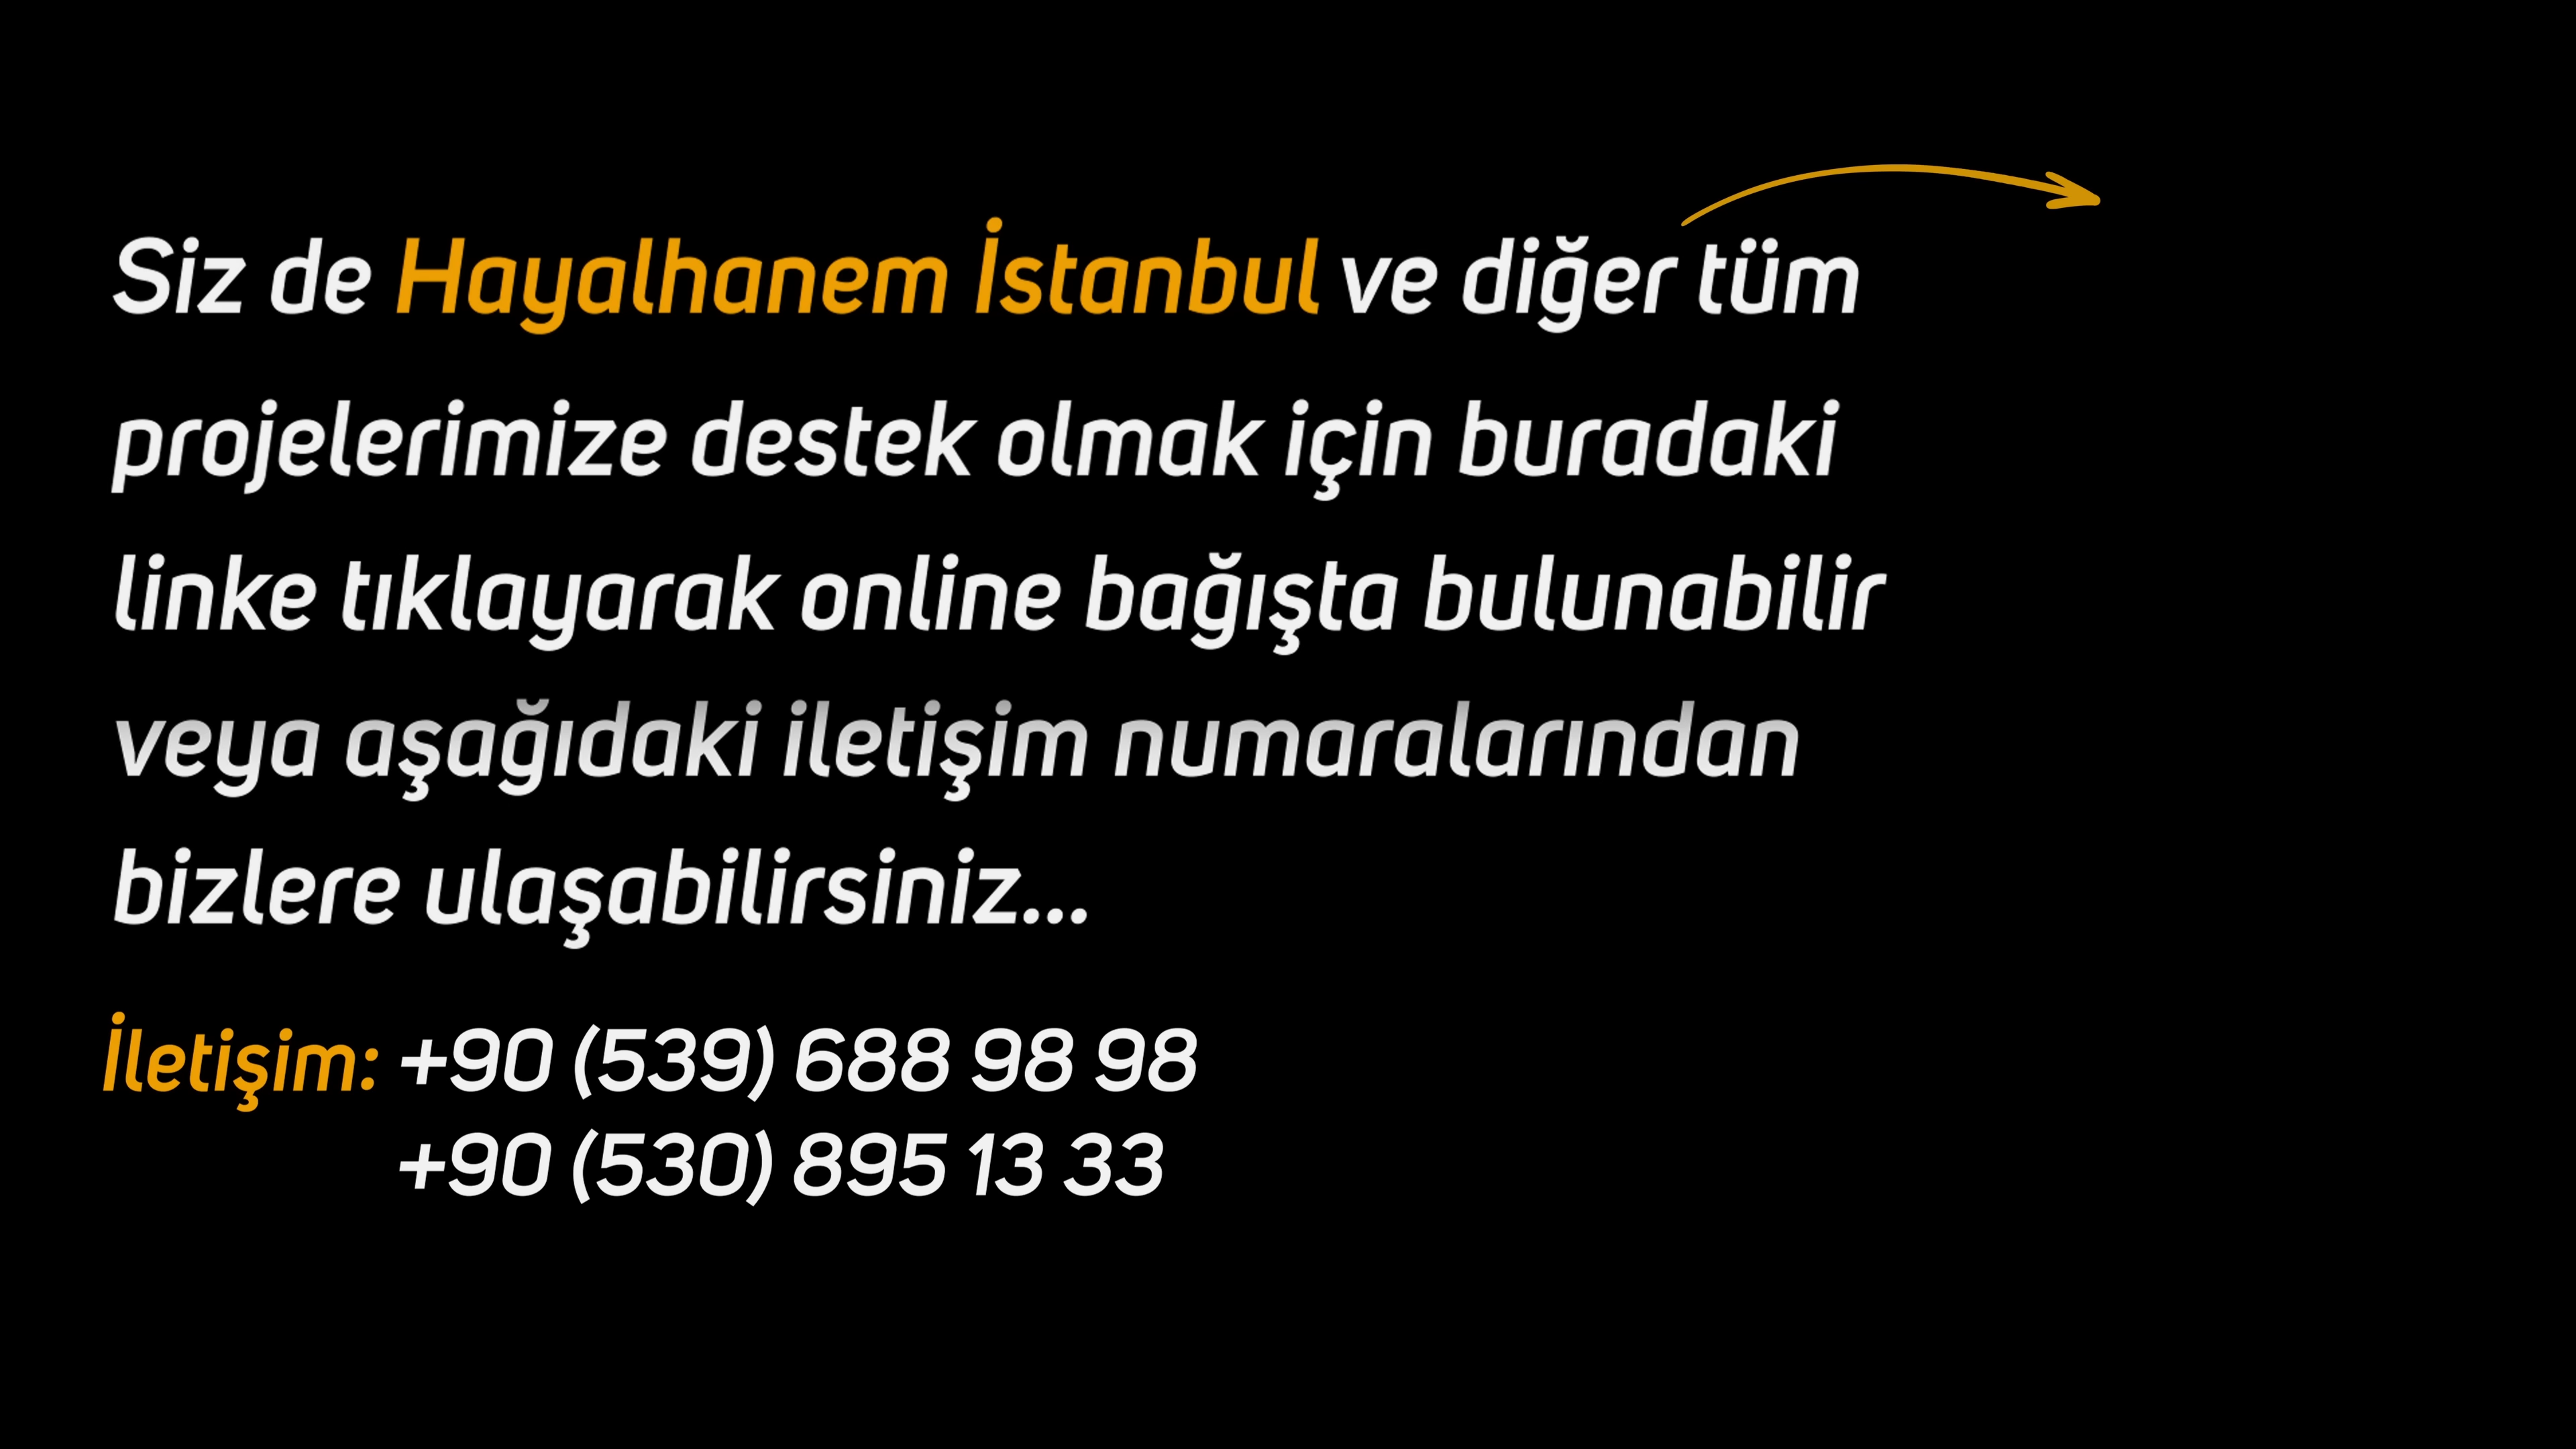 Siz de Hayalhanem İstanbul ve diğer tüm
projelerimize destek olmak için buradaki
linke tıklayarak online bağışta bulunabilir
veya aşağıdaki iletişim numaralarından
bizlere ulaşabilirsiniz...
İletişim: +90 (539) 688 98 98
+90 (530) 895 13 33